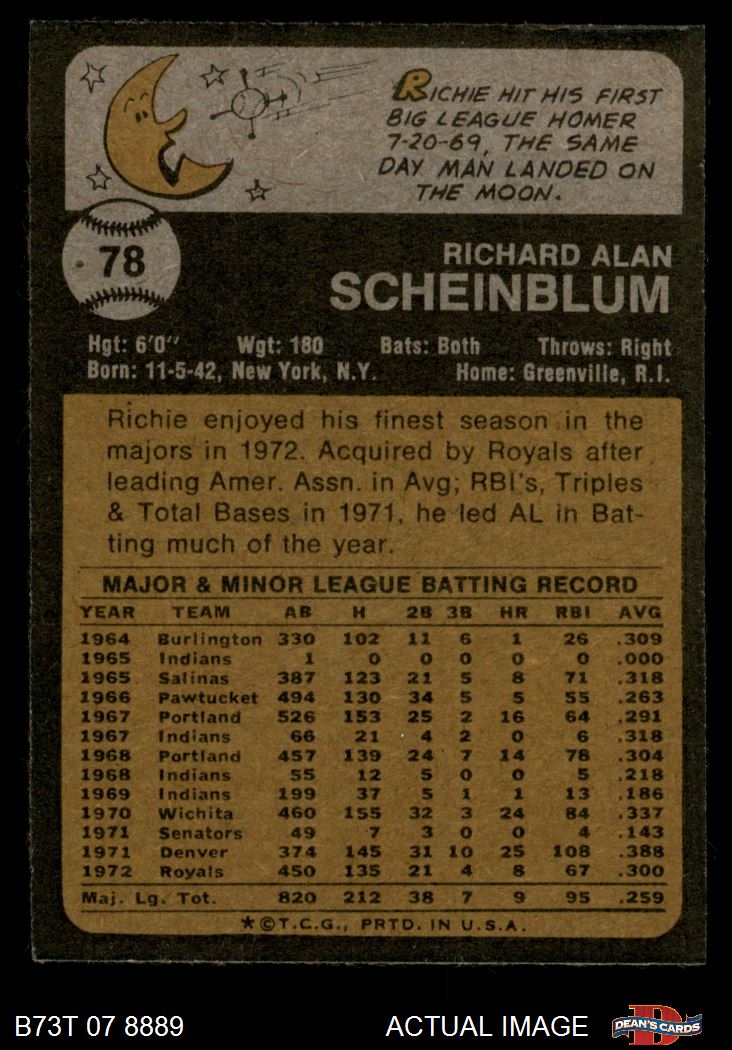 RICHIE HIT HIS FIRST
BIG LEAGUE HOMER
7-20-69, THE SAME
DAY MAN LANDED ON
THE MOON.
78
RICHARD ALAN
SCHEINBLUM
Hgt: 6'0" Wgt: 180 Bats: Both Throws: Right
Born: 11-5-42, New York, N.Y. Home: Greenville, R.I.
Richie enjoyed his finest season in the
majors in 1972. Acquired by Royals after
leading Amer. Assn. in Avg; RBI's, Triples
& Total Bases in 1971, he led AL in Bat-
ting much of the year.
MAJOR & MINOR LEAGUE BATTING RECORD
YEAR TEAM AB H 2B 3B HR RBI AVG
1964 Burlington 330 102 11 6 1 26 .309
1965 Indians 1 0 0 0 0 0 .000
1965 Salinas 387 123 21 5 8 71 .318
1966 Pawtucket 494 130 34 5 5 55 .263
1967 Portland 526 153 25 2 16 64 .291
1967 Indians 66 21 4 2 0 6 .318
1968 Portland 457 139 24 7 14 78 .304
1968 Indians 55 12 5 0 0 5 .218
1969 Indians 199 37 5 1 1 13 .186
1970 Wichita 460 155 32 3 24 84 .337
1971 Senators 49 7 3 0 0 4 .143
1971 Denver 374 145 31 10 25 108 .388
1972 Royals 450 135 21 4 8 67 .300
Maj. Lg. Tot. 820 212 38 7 9 95 .259
★©T.C.G., PRTD. IN U.S.A.
B73T 07 8889 ACTUAL IMAGE D DEAN'S CARDS